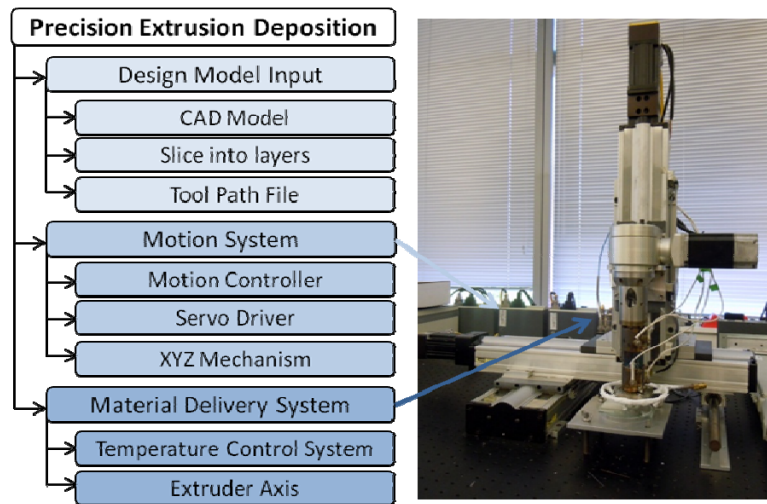 Precision Extrusion Deposition
Design Model Input
CAD Model
Slice into layers
Tool Path File
Motion System
Motion Controller
Servo Driver
XYZ Mechanism
Material Delivery System
Temperature Control System
Extruder Axis